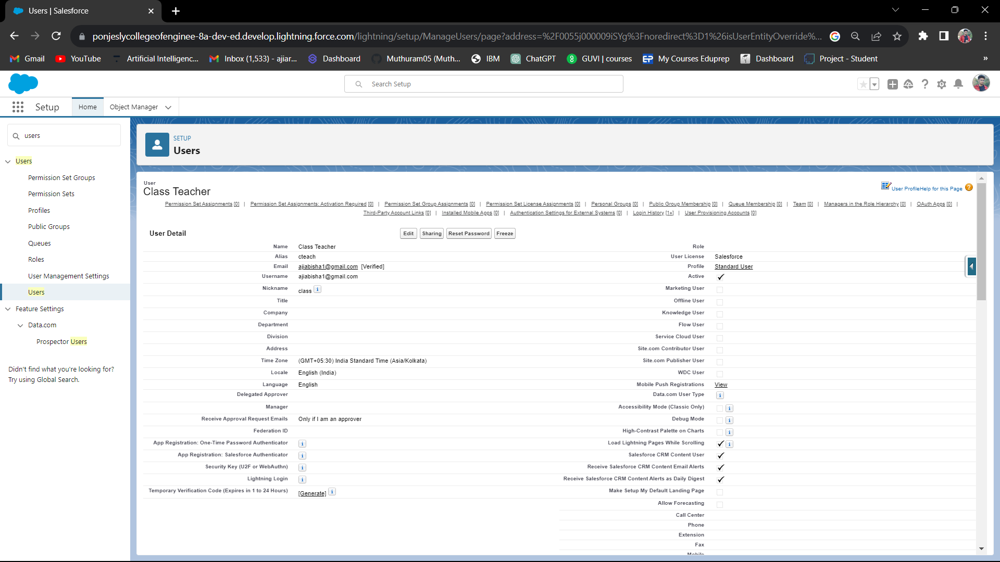 Users | Salesforce
ponjeslycollegeofenginee-8a-dev-ed.develop.lightning.force.com/lightning/setup/ManageUsers/page?address=%2F0055j000009iSYg%3Fnoredirect%3D1%26isUserEntityOverride%...
Gmail YouTube Artificial Intelligenc... Inbox (1,533) - ajiar... Dashboard Muthuram05 (Muth... IBM ChatGPT GUVI | courses My Courses Eduprep Dashboard Project - Student »
Search Setup
Setup Home Object Manager
users
Users
Permission Set Groups
Permission Sets
Profiles
Public Groups
Queues
Roles
User Management Settings
Users
Feature Settings
Data.com
Prospector Users
Didn't find what you're looking for?
Try using Global Search.
SETUP
Users
User
Class Teacher
User ProfileHelp for this Page ?
Permission Set Assignments [0] | Permission Set Assignments: Activation Required [0] | Permission Set Group Assignments [0] | Permission Set License Assignments [0] | Personal Groups [0] | Public Group Membership [0] | Queue Membership [0] | Team [0] | Managers in the Role Hierarchy [0] | OAuth Apps [0] |
Third-Party Account Links [0] | Installed Mobile Apps [0] | Authentication Settings for External Systems [0] | Login History [1+] | User Provisioning Accounts [0]
User Detail Edit Sharing Reset Password Freeze
Name Class Teacher Role
Alias cteach User License Salesforce
Email ajiabisha1@gmail.com [Verified] Profile Standard User
Username ajiabisha1@gmail.com Active
Nickname class i Marketing User
Title Offline User
Company Knowledge User
Department Flow User
Division Service Cloud User
Address Site.com Contributor User
Time Zone (GMT+05:30) India Standard Time (Asia/Kolkata) Site.com Publisher User
Locale English (India) WDC User
Language English Mobile Push Registrations View
Delegated Approver Data.com User Type i
Manager Accessibility Mode (Classic Only) i
Receive Approval Request Emails Only if I am an approver Debug Mode i
Federation ID High-Contrast Palette on Charts i
App Registration: One-Time Password Authenticator i Load Lightning Pages While Scrolling i
App Registration: Salesforce Authenticator i Salesforce CRM Content User
Security Key (U2F or WebAuthn) i Receive Salesforce CRM Content Email Alerts
Lightning Login i Receive Salesforce CRM Content Alerts as Daily Digest
Temporary Verification Code (Expires in 1 to 24 Hours) [Generate] i Make Setup My Default Landing Page
Allow Forecasting
Call Center
Phone
Extension
Fax
Mobile